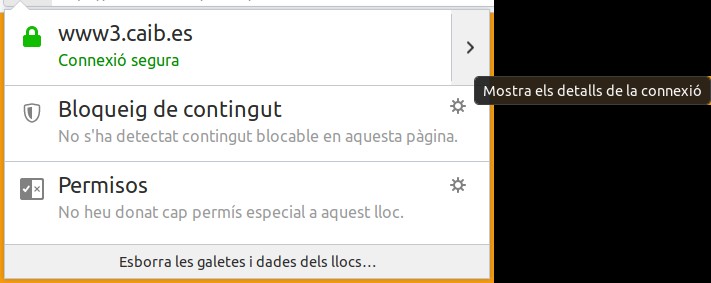 www3.caib.es
Connexió segura
Mostra els detalls de la connexió
Bloqueig de contingut
No s'ha detectat contingut blocable en aquesta pàgina.
Permisos
No heu donat cap permís especial a aquest lloc.
Esborra les galetes i dades dels llocs…